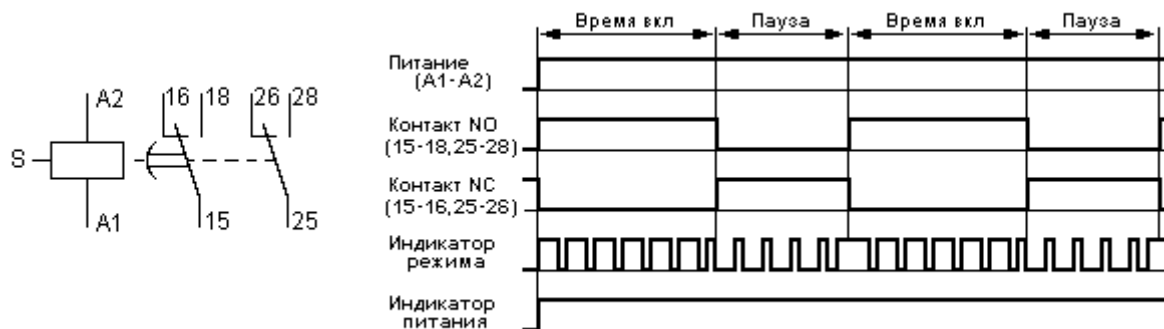 Время вкл Пауза Время вкл Пауза
Питание
(A1-A2)
Контакт NO
(15-18,25-28)
Контакт NC
(15-16,25-26)
Индикатор
режима
Индикатор
питания
A2 16 18 26 28
S
A1 15 25